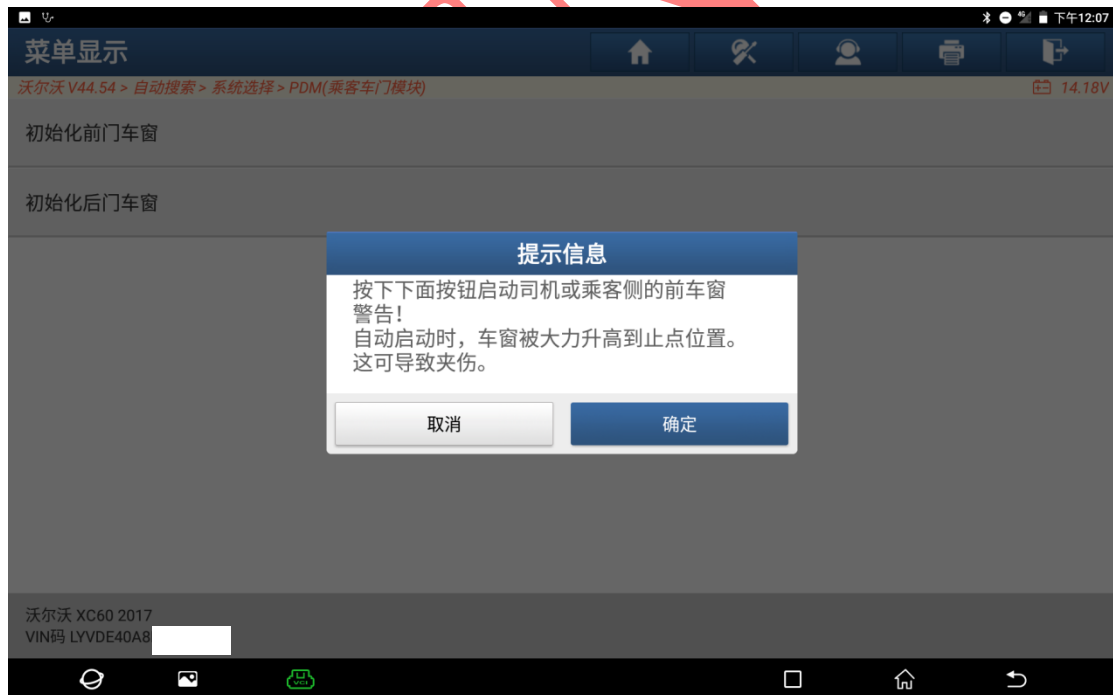 下午12:07
菜单显示
沃尔沃 V44.54 > 自动搜索 > 系统选择 > PDM(乘客车门模块)
14.18V
初始化前门车窗
初始化后门车窗
提示信息
按下下面按钮启动司机或乘客侧的前车窗
警告!
自动启动时，车窗被大力升高到止点位置。
这可导致夹伤。
取消
确定
沃尔沃 XC60 2017
VIN码 LYVDE40A8
VCI